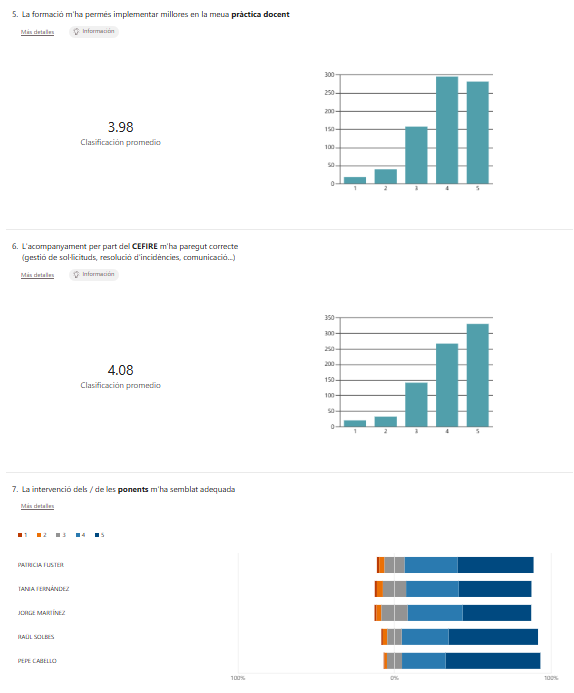 5. La formació m'ha permés implementar millores en la meua pràctica docent
Más detalles
Información
3.98
Clasificación promedio
300
250
200
150
100
50
0
1 2 3 4 5
6. L'acompanyament per part del CEFIRE m'ha paregut correcte
(gestió de sol·licituds, resolució d'incidències, comunicació...)
Más detalles
Información
4.08
Clasificación promedio
350
300
250
200
150
100
50
0
1 2 3 4 5
7. La intervenció dels / de les ponents m'ha semblat adequada
Más detalles
1 2 3 4 5
PATRICIA FUSTER
TANIA FERNÁNDEZ
JORGE MARTÍNEZ
RAÚL SOLBES
PEPE CABELLO
100% 0% 100%